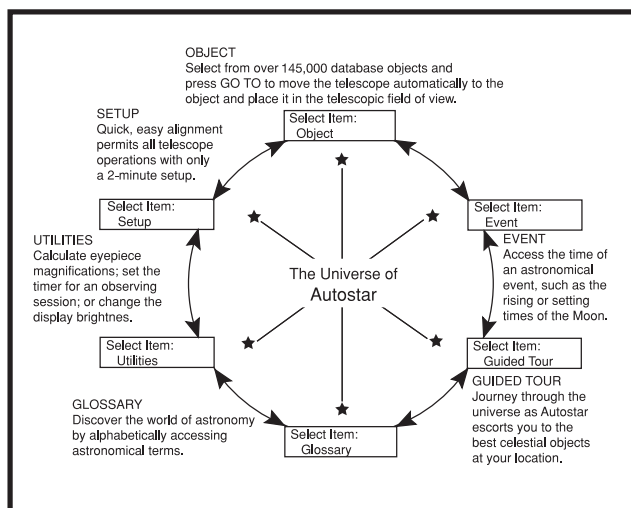 OBJECT
Select from over 145,000 database objects and
press GO TO to move the telescope automatically to the
object and place it in the telescopic field of view.
Select Item:
Object
SETUP
Quick, easy alignment
permits all telescope
operations with only
a 2-minute setup.
Select Item:
Setup
Select Item:
Event
EVENT
Access the time of
an astronomical
event, such as the
rising or setting
times of the Moon.
UTILITIES
Calculate eyepiece
magnifications; set the
timer for an observing
session; or change the
display brightnes.
The Universe of
Autostar
Select Item:
Utilities
Select Item:
Guided Tour
GUIDED TOUR
Journey through the
universe as Autostar
escorts you to the
best celestial objects
at your location.
GLOSSARY
Discover the world of astronomy
by alphabetically accessing
astronomical terms.
Select Item:
Glossary